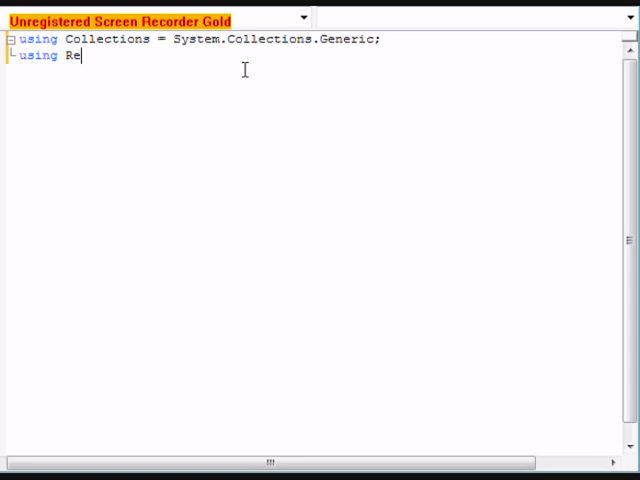 Unregistered Screen Recorder Gold
using Collections = System.Collections.Generic;
using Re